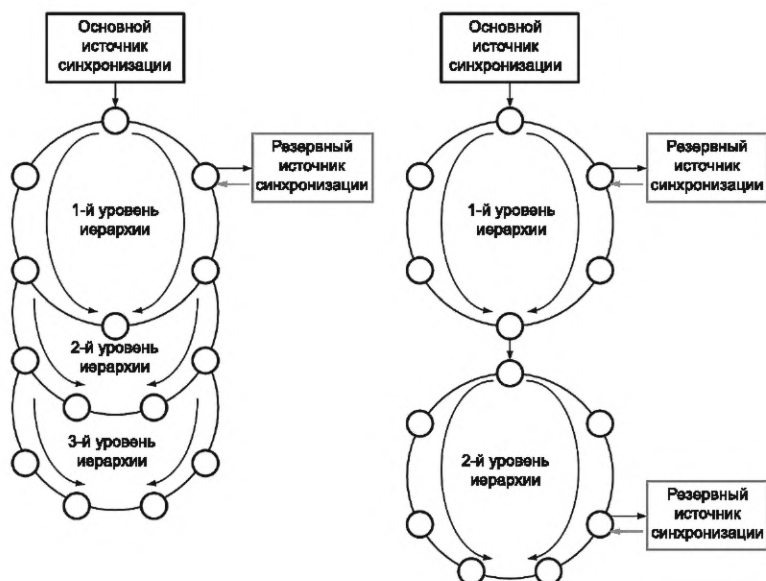 Основной
источник
синхронизации
Резервный
источник
синхронизации
1-й уровень
иерархии
2-й уровень
иерархии
3-й уровень
иерархии
Основной
источник
синхронизации
Резервный
источник
синхронизации
1-й уровень
иерархии
2-й уровень
иерархии
Резервный
источник
синхронизации